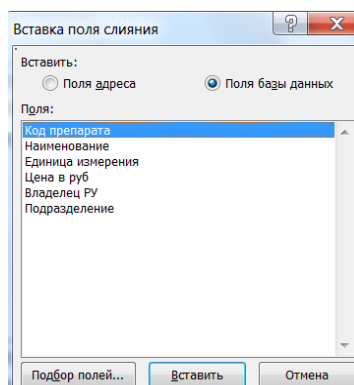 Вставка поля слияния
Вставить:
Поля адреса
Поля базы данных
Поля:
Код препарата
Наименование
Единица измерения
Цена в руб
Владелец РУ
Подразделение
Подбор полей...
Вставить
Отмена